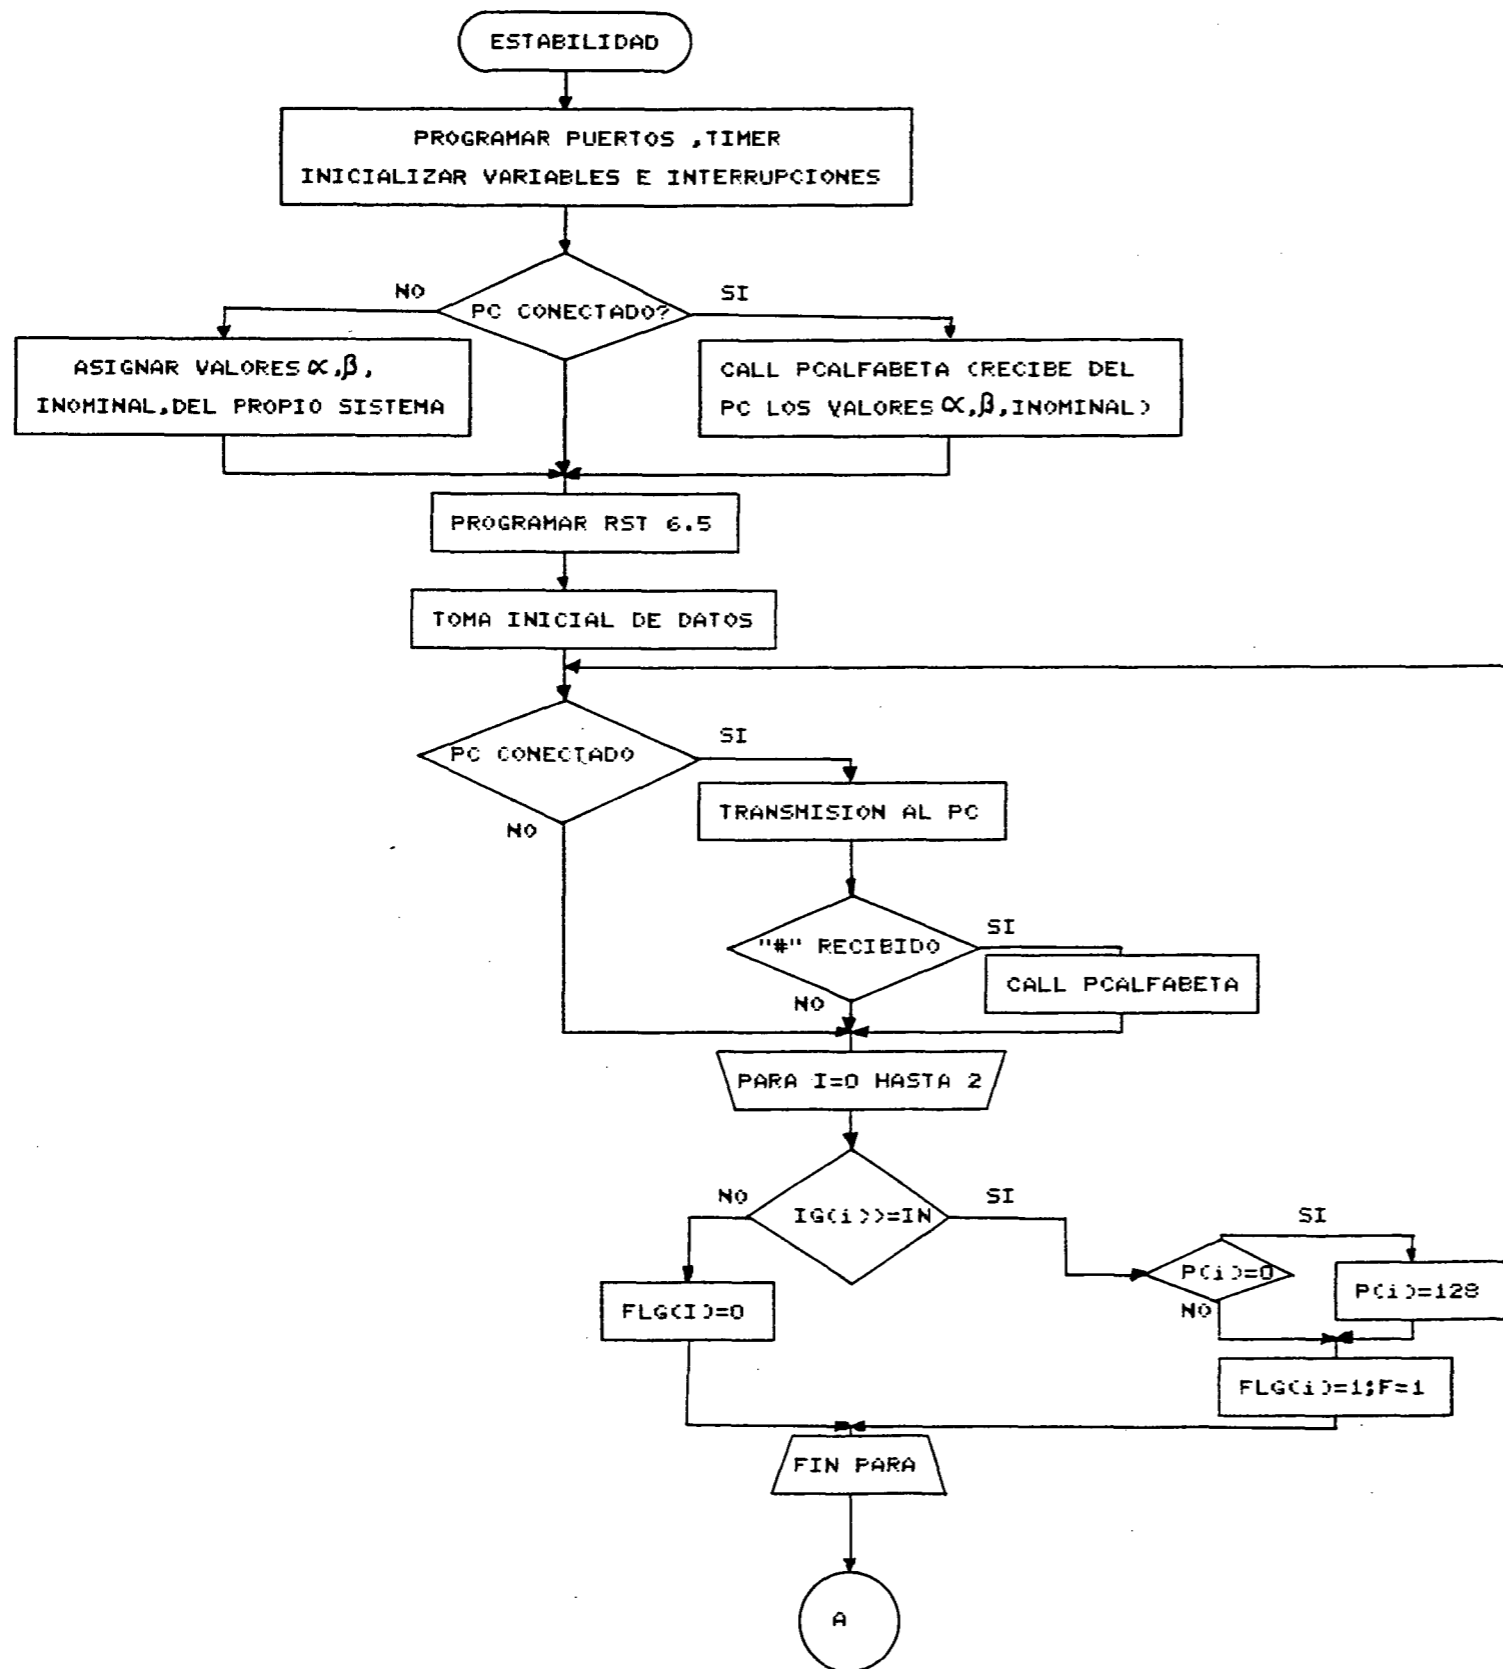 ESTABILIDAD
PROGRAMAR PUERTOS ,TIMER
INICIALIZAR VARIABLES E INTERRUPCIONES
NO
PC CONECTADO?
SI
ASIGNAR VALORES α,β,
INOMINAL,DEL PROPIO SISTEMA
CALL PCALFABETA (RECIBE DEL
PC LOS VALORES α,β,INOMINAL)
PROGRAMAR RST 6.5
TOMA INICIAL DE DATOS
PC CONECTADO
SI
NO
TRANSMISION AL PC
"#" RECIBIDO
SI
NO
CALL PCALFABETA
PARA I=0 HASTA 2
NO
IG(i)>=IN
SI
SI
P(i)=0
NO
P(i)=128
FLG(I)=0
FLG(i)=1;F=1
FIN PARA
A